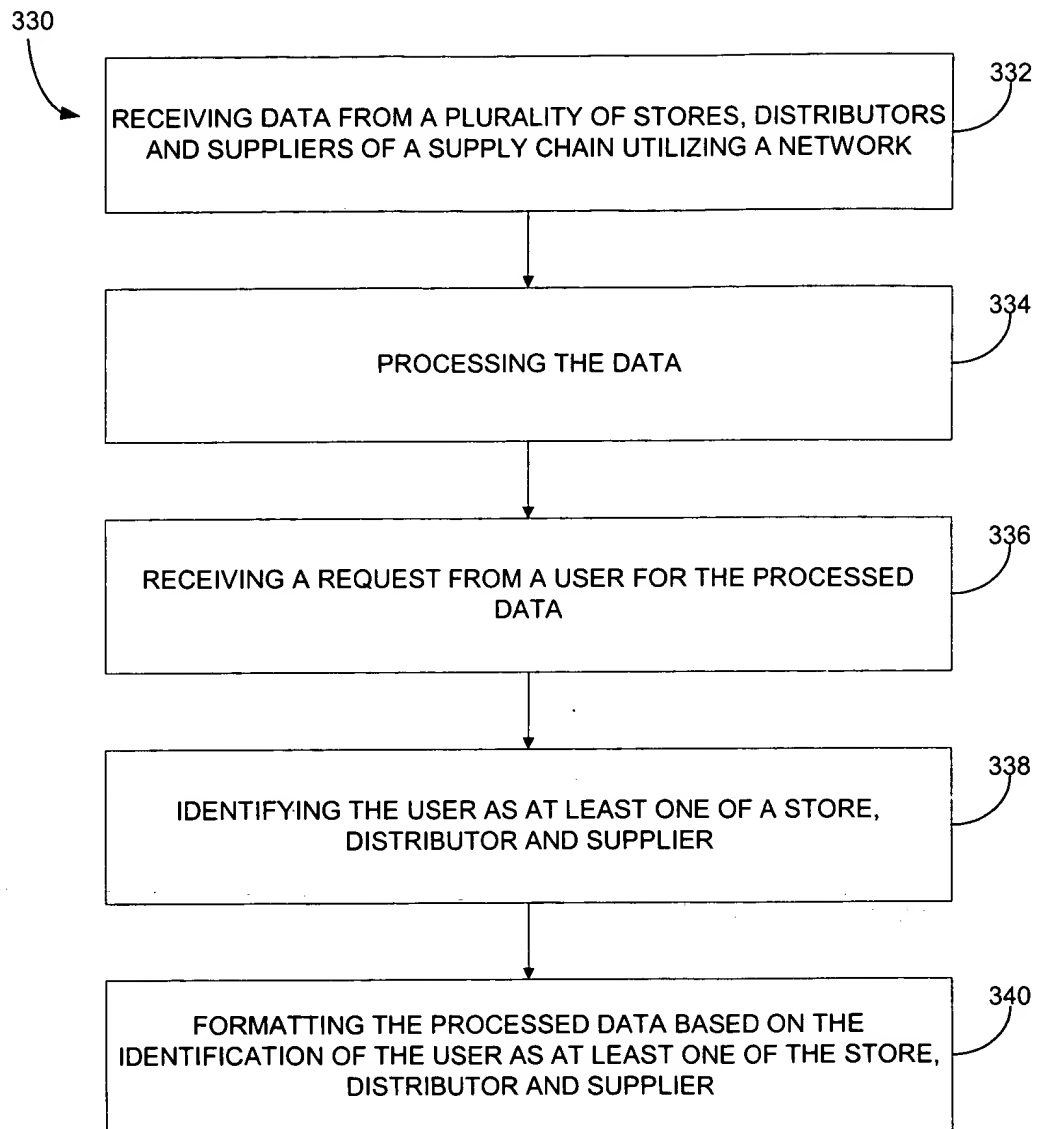 330
332
RECEIVING DATA FROM A PLURALITY OF STORES, DISTRIBUTORS
AND SUPPLIERS OF A SUPPLY CHAIN UTILIZING A NETWORK
334
PROCESSING THE DATA
336
RECEIVING A REQUEST FROM A USER FOR THE PROCESSED
DATA
338
IDENTIFYING THE USER AS AT LEAST ONE OF A STORE,
DISTRIBUTOR AND SUPPLIER
340
FORMATTING THE PROCESSED DATA BASED ON THE
IDENTIFICATION OF THE USER AS AT LEAST ONE OF THE STORE,
DISTRIBUTOR AND SUPPLIER